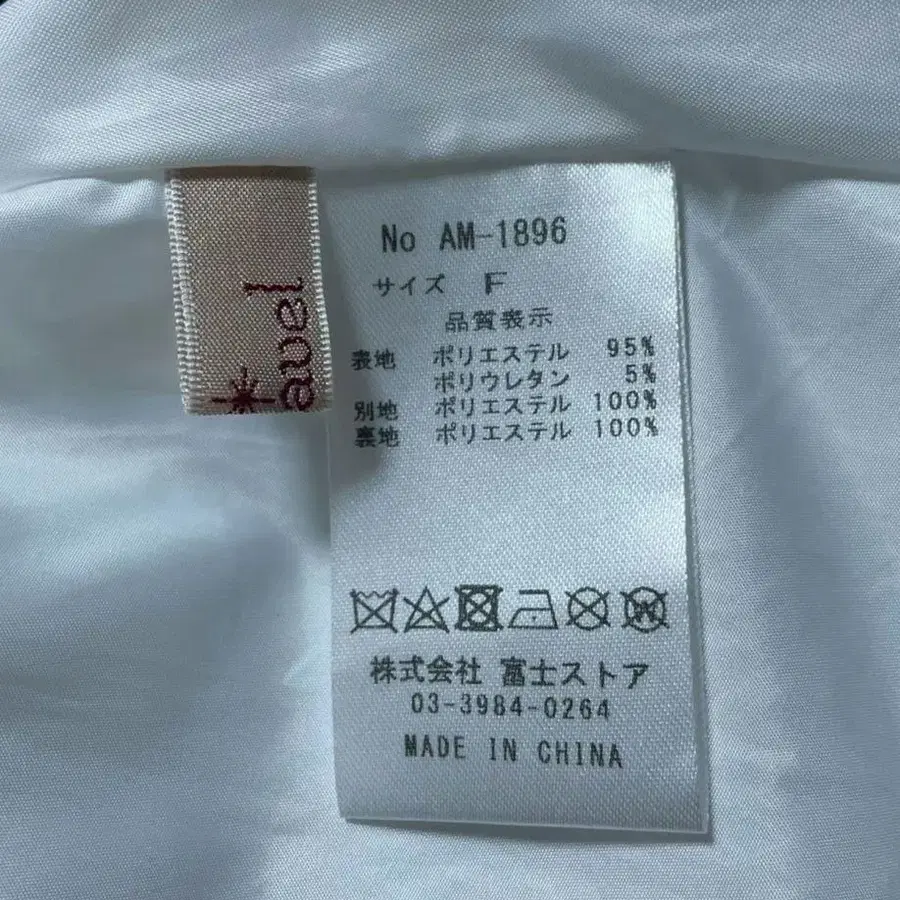 avel
No AM-1896
サイズ F
品質表示
表地 ポリエステル 95%
ポリウレタン 5%
別地 ポリエステル 100%
裏地 ポリエステル 100%
W
株式会社 富士ストア
03-3984-0264
MADE IN CHINA